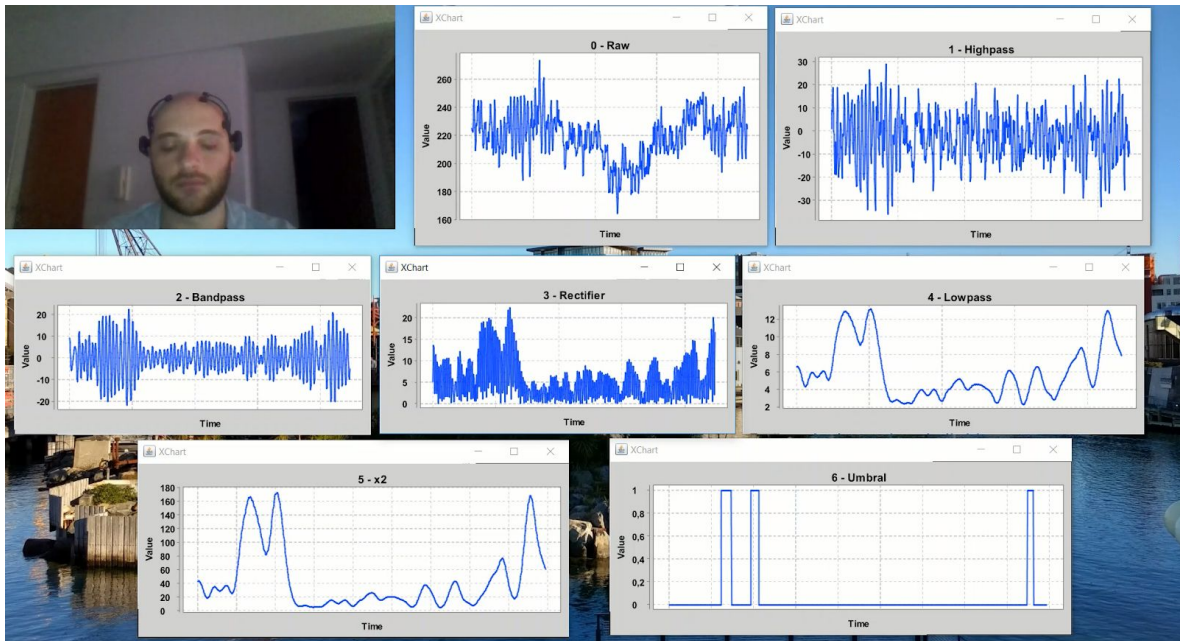 XChart
0 - Raw
Value
260
240
220
200
180
160
Time
XChart
1 - Highpass
Value
30
20
10
0
-10
-20
-30
Time
XChart
2 - Bandpass
Value
20
10
0
-10
-20
Time
XChart
3 - Rectifier
Value
20
15
10
5
0
Time
XChart
4 - Lowpass
Value
12
10
8
6
4
2
Time
XChart
5 - x2
Value
180
160
140
120
100
80
60
40
20
0
Time
XChart
6 - Umbral
Value
1
0,8
0,6
0,4
0,2
0
Time